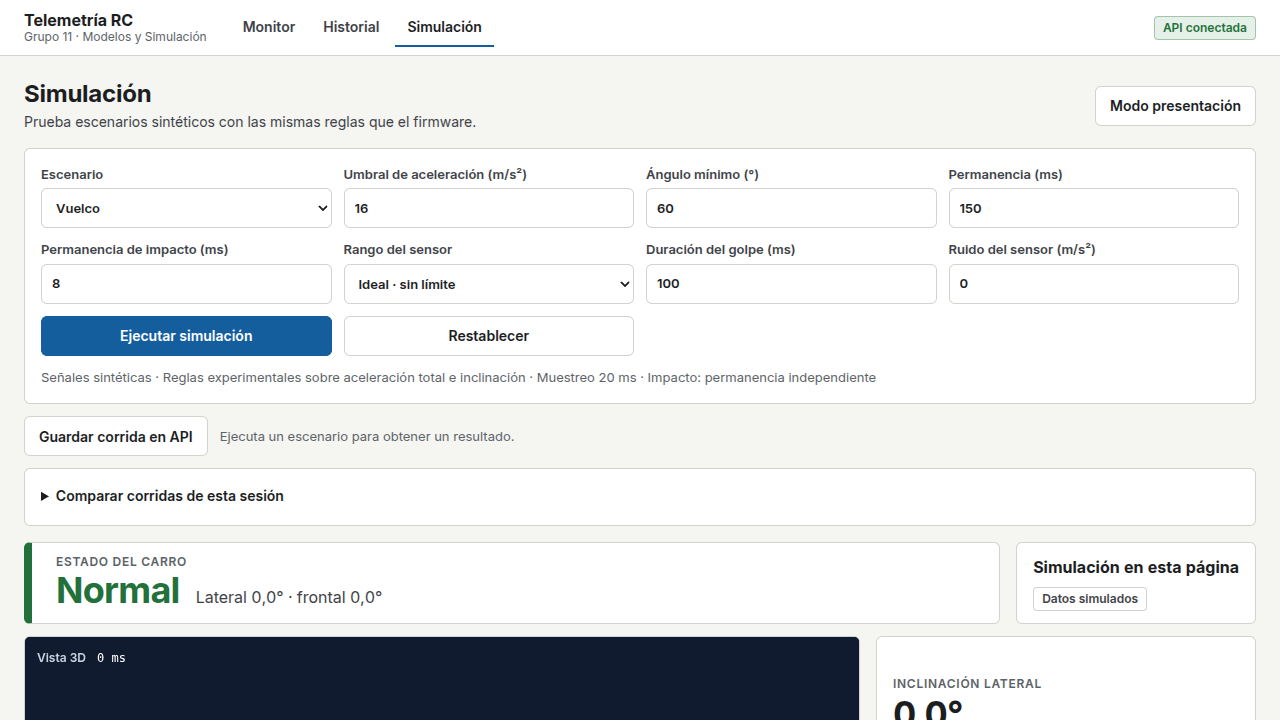 Telemetría RC
Grupo 11 · Modelos y Simulación
Monitor
Historial
Simulación
API conectada
Simulación
Prueba escenarios sintéticos con las mismas reglas que el firmware.
Modo presentación
Escenario
Umbral de aceleración (m/s²)
Ángulo mínimo (°)
Permanencia (ms)
Vuelco
16
60
150
Permanencia de impacto (ms)
Rango del sensor
Duración del golpe (ms)
Ruido del sensor (m/s²)
8
Ideal · sin límite
100
0
Ejecutar simulación
Restablecer
Señales sintéticas · Reglas experimentales sobre aceleración total e inclinación · Muestreo 20 ms · Impacto: permanencia independiente
Guardar corrida en API
Ejecuta un escenario para obtener un resultado.
Comparar corridas de esta sesión
ESTADO DEL CARRO
Normal
Lateral 0,0° · frontal 0,0°
Simulación en esta página
Datos simulados
Vista 3D
0 ms
INCLINACIÓN LATERAL
0,0°